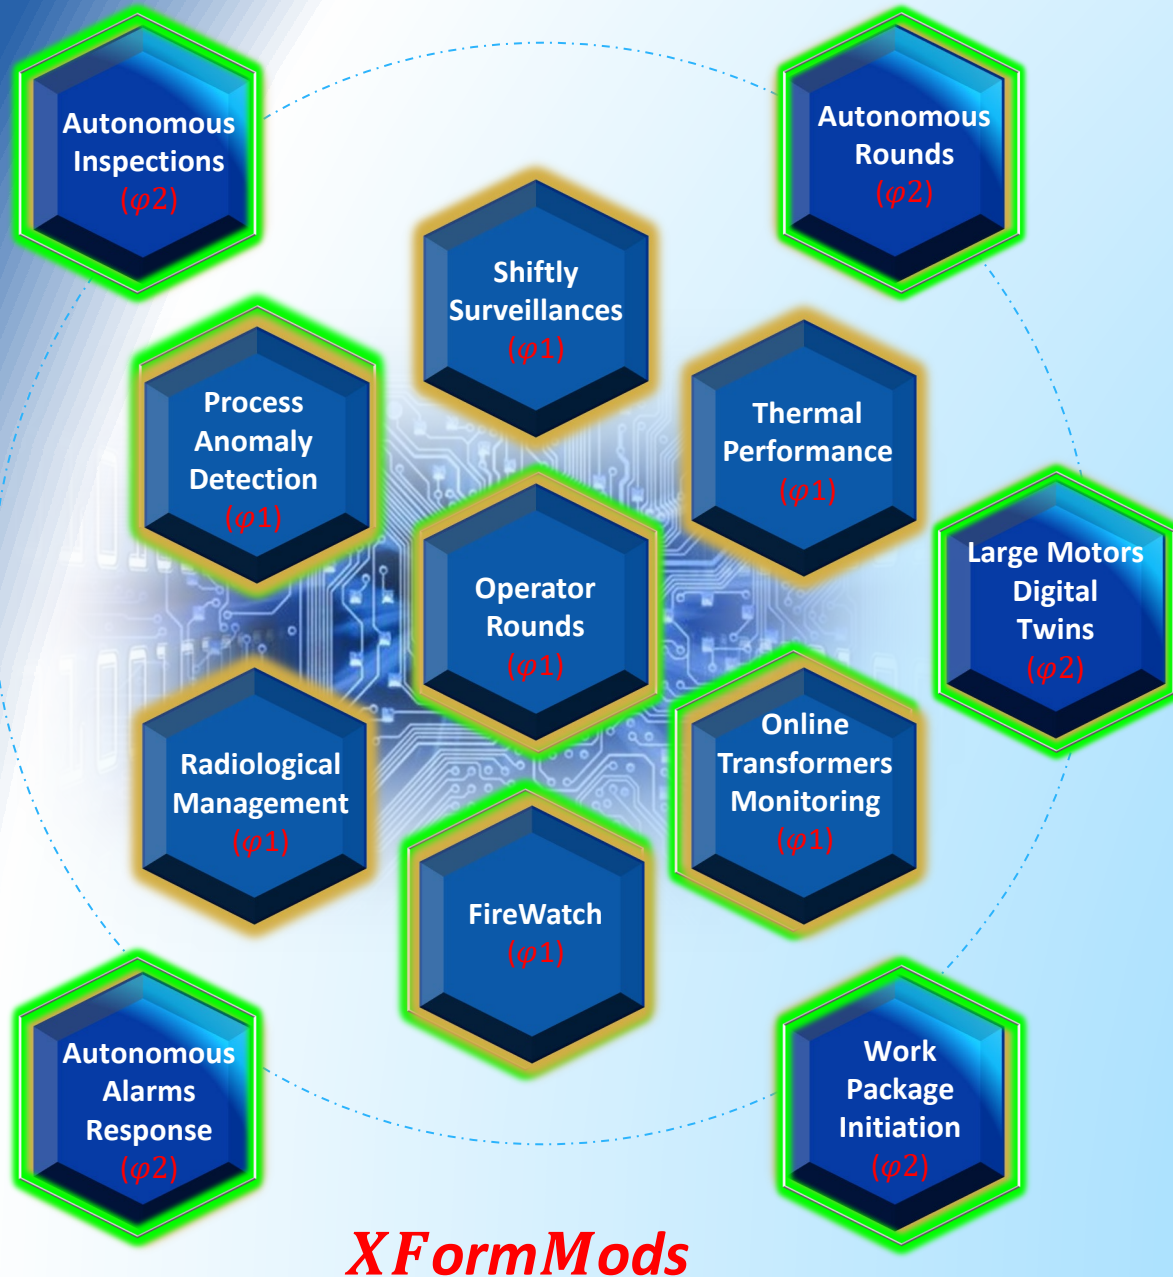 Autonomous
Inspections
(φ2)
Autonomous
Rounds
(φ2)
Shiftly
Surveillances
(φ1)
Process
Anomaly
Detection
(φ1)
Thermal
Performance
(φ1)
Operator
Rounds
(φ1)
Large Motors
Digital
Twins
(φ2)
Radiological
Management
(φ1)
Online
Transformers
Monitoring
(φ1)
FireWatch
(φ1)
Autonomous
Alarms
Response
(φ2)
Work
Package
Initiation
(φ2)
XFormMods